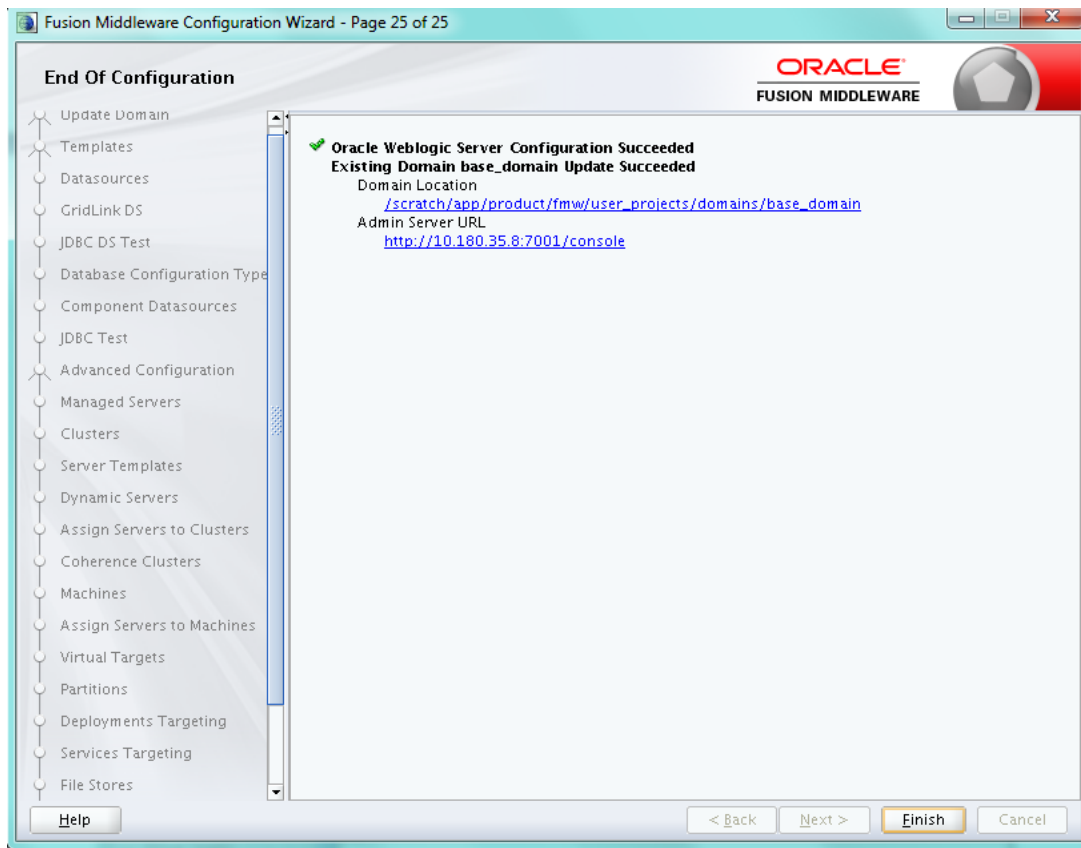 Fusion Middleware Configuration Wizard - Page 25 of 25
End Of Configuration
ORACLE
FUSION MIDDLEWARE
Update Domain
Templates
Datasources
GridLink DS
JDBC DS Test
Database Configuration Type
Component Datasources
JDBC Test
Advanced Configuration
Managed Servers
Clusters
Server Templates
Dynamic Servers
Assign Servers to Clusters
Coherence Clusters
Machines
Assign Servers to Machines
Virtual Targets
Partitions
Deployments Targeting
Services Targeting
File Stores
Oracle Weblogic Server Configuration Succeeded
Existing Domain base_domain Update Succeeded
Domain Location
/scratch/app/product/fmw/user_projects/domains/base_domain
Admin Server URL
http://10.180.35.8:7001/console
Help
< Back
Next >
Finish
Cancel